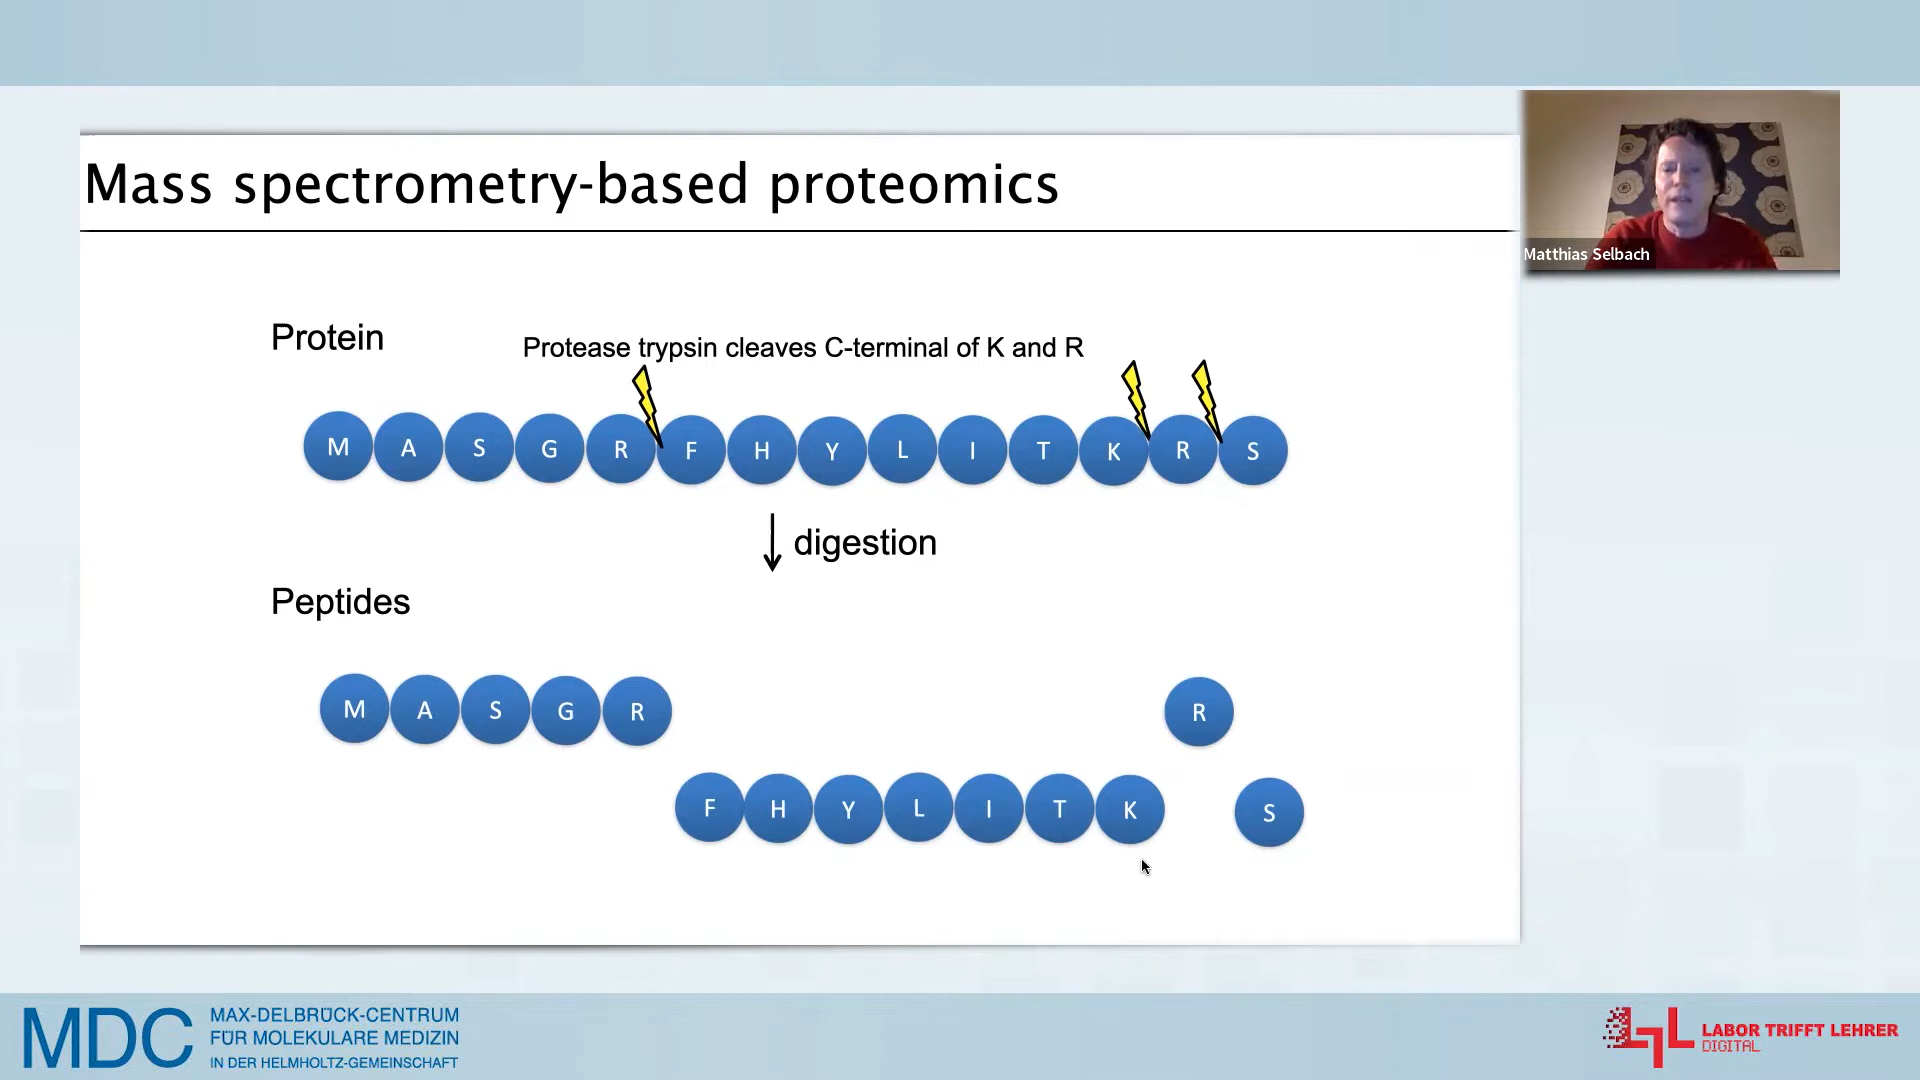 Mass spectrometry-based proteomics
Matthias Selbach
Protein
Protease trypsin cleaves C-terminal of K and R
M A S G R F H Y L I T K R S
digestion
Peptides
M A S G R
R
F H Y L I T K
S
MDC
MAX-DELBRÜCK-CENTRUM
FÜR MOLEKULARE MEDIZIN
IN DER HELMHOLTZ-GEMEINSCHAFT
LTL
LABOR TRIFFT LEHRER
DIGITAL